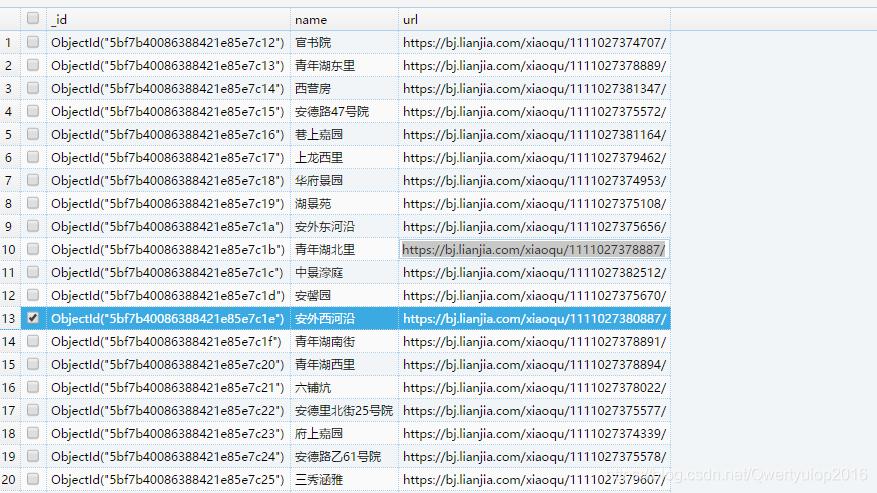 _id name url
1 ObjectId("5bf7b40086388421e85e7c12") 官书院 https://bj.lianjia.com/xiaoqu/1111027374707/
2 ObjectId("5bf7b40086388421e85e7c13") 青年湖东里 https://bj.lianjia.com/xiaoqu/1111027378889/
3 ObjectId("5bf7b40086388421e85e7c14") 西营房 https://bj.lianjia.com/xiaoqu/1111027381347/
4 ObjectId("5bf7b40086388421e85e7c15") 安德路47号院 https://bj.lianjia.com/xiaoqu/1111027375572/
5 ObjectId("5bf7b40086388421e85e7c16") 巷上嘉园 https://bj.lianjia.com/xiaoqu/1111027381164/
6 ObjectId("5bf7b40086388421e85e7c17") 上龙西里 https://bj.lianjia.com/xiaoqu/1111027379462/
7 ObjectId("5bf7b40086388421e85e7c18") 华府景园 https://bj.lianjia.com/xiaoqu/1111027374953/
8 ObjectId("5bf7b40086388421e85e7c19") 湖景苑 https://bj.lianjia.com/xiaoqu/1111027375108/
9 ObjectId("5bf7b40086388421e85e7c1a") 安外东河沿 https://bj.lianjia.com/xiaoqu/1111027375656/
10 ObjectId("5bf7b40086388421e85e7c1b") 青年湖北里 https://bj.lianjia.com/xiaoqu/1111027378887/
11 ObjectId("5bf7b40086388421e85e7c1c") 中景濠庭 https://bj.lianjia.com/xiaoqu/1111027382512/
12 ObjectId("5bf7b40086388421e85e7c1d") 安馨园 https://bj.lianjia.com/xiaoqu/1111027375670/
13 ObjectId("5bf7b40086388421e85e7c1e") 安外西河沿 https://bj.lianjia.com/xiaoqu/1111027380887/
14 ObjectId("5bf7b40086388421e85e7c1f") 青年湖南街 https://bj.lianjia.com/xiaoqu/1111027378891/
15 ObjectId("5bf7b40086388421e85e7c20") 青年湖西里 https://bj.lianjia.com/xiaoqu/1111027378894/
16 ObjectId("5bf7b40086388421e85e7c21") 六铺炕 https://bj.lianjia.com/xiaoqu/1111027378022/
17 ObjectId("5bf7b40086388421e85e7c22") 安德里北街25号院 https://bj.lianjia.com/xiaoqu/1111027375577/
18 ObjectId("5bf7b40086388421e85e7c23") 府上嘉园 https://bj.lianjia.com/xiaoqu/1111027374339/
19 ObjectId("5bf7b40086388421e85e7c24") 安德路乙61号院 https://bj.lianjia.com/xiaoqu/1111027375578/
20 ObjectId("5bf7b40086388421e85e7c25") 三秀涵雅 https://bj.lianjia.com/xiaoqu/1111027379607/
https://blog.csdn.net/Qwertyuiop2016